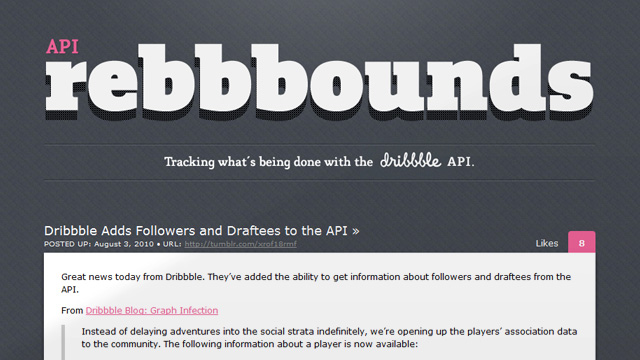 API
rebbbounds
Tracking what's being done with the dribbble API.
Dribbble Adds Followers and Draftees to the API »
POSTED UP: August 3, 2010 • URL: http://tumblr.com/xrof18rmf
Likes 8
Great news today from Dribbble. They've added the ability to get information about followers and draftees from the
API.
From Dribbble Blog: Graph Infection
Instead of delaying adventures into the social strata indefinitely, we're opening up the players' association data
to the community. The following information about a player is now available: